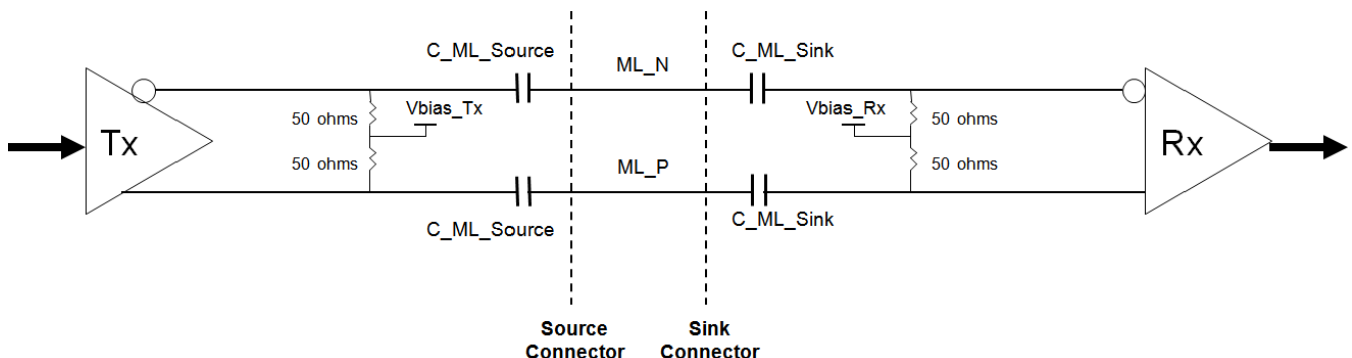 C_ML_Source
ML_N
C_ML_Sink
50 ohms
Vbias_Tx
Vbias_Rx
50 ohms
Tx
50 ohms
50 ohms
Rx
ML_P
C_ML_Source
C_ML_Sink
Source
Connector
Sink
Connector